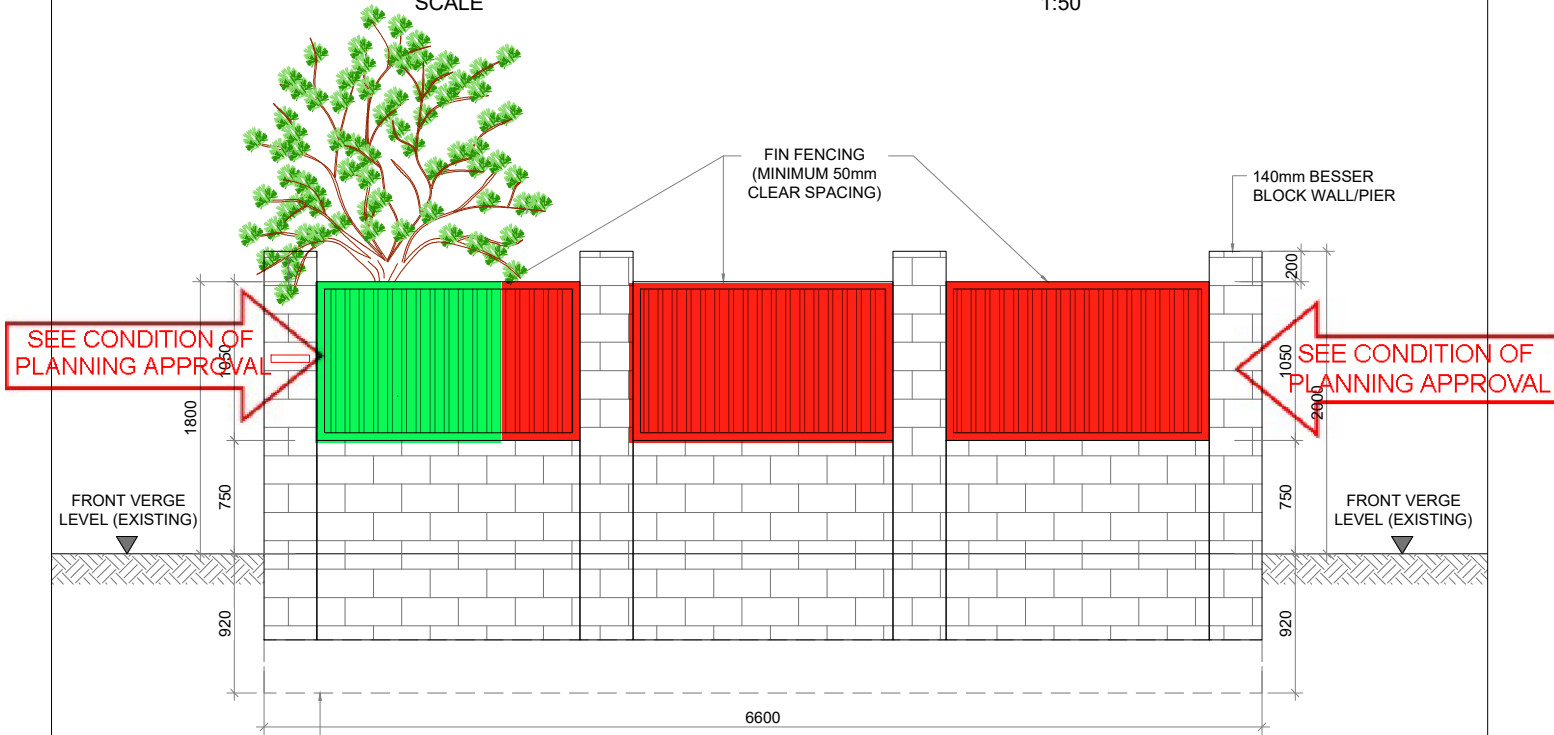 SCALE
1:50
FIN FENCING
(MINIMUM 50mm
CLEAR SPACING)
140mm BESSER
BLOCK WALL/PIER
200
SEE CONDITION OF
PLANNING APPROVAL
1050
1800
SEE CONDITION OF
PLANNING APPROVAL
1050
2000
750
FRONT VERGE
LEVEL (EXISTING)
750
FRONT VERGE
LEVEL (EXISTING)
920
920
6600